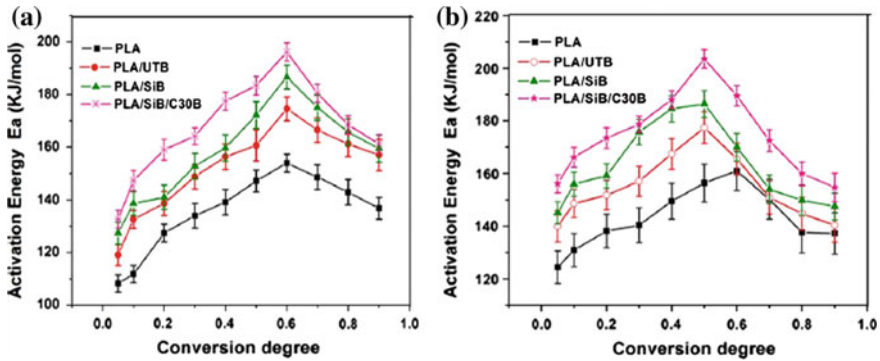 (a)
Activation Energy Ea (KJ/mol)
200
180
160
140
120
100
PLA
PLA/UTB
PLA/SiB
PLA/SiB/C30B
0.0 0.2 0.4 0.6 0.8 1.0
Conversion degree
(b)
Activation Energy Ea (KJ/mol)
220
200
180
160
140
120
PLA
PLA/UTB
PLA/SiB
PLA/SiB/C30B
0.0 0.2 0.4 0.6 0.8 1.0
Conversion degree